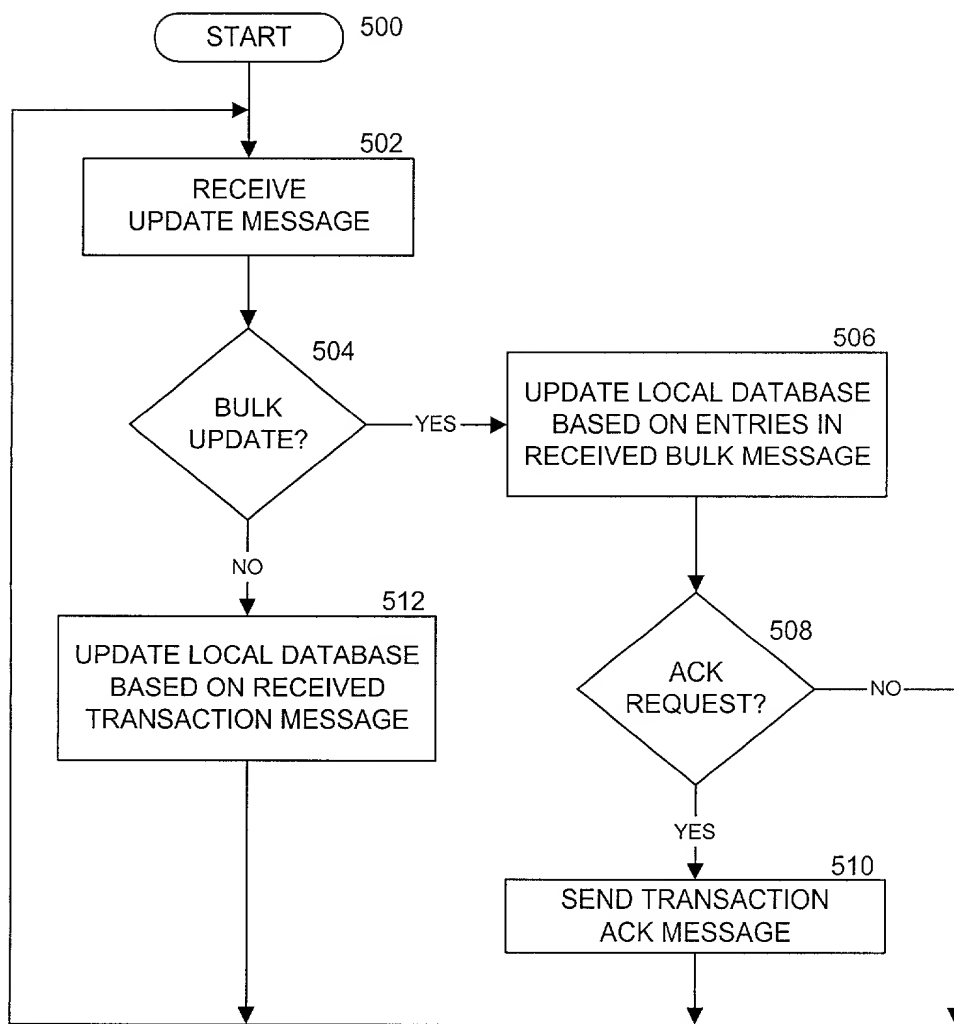 START
500
502
RECEIVE
UPDATE MESSAGE
504
BULK
UPDATE?
YES
506
UPDATE LOCAL DATABASE
BASED ON ENTRIES IN
RECEIVED BULK MESSAGE
NO
512
UPDATE LOCAL DATABASE
BASED ON RECEIVED
TRANSACTION MESSAGE
508
ACK
REQUEST?
NO
YES
510
SEND TRANSACTION
ACK MESSAGE